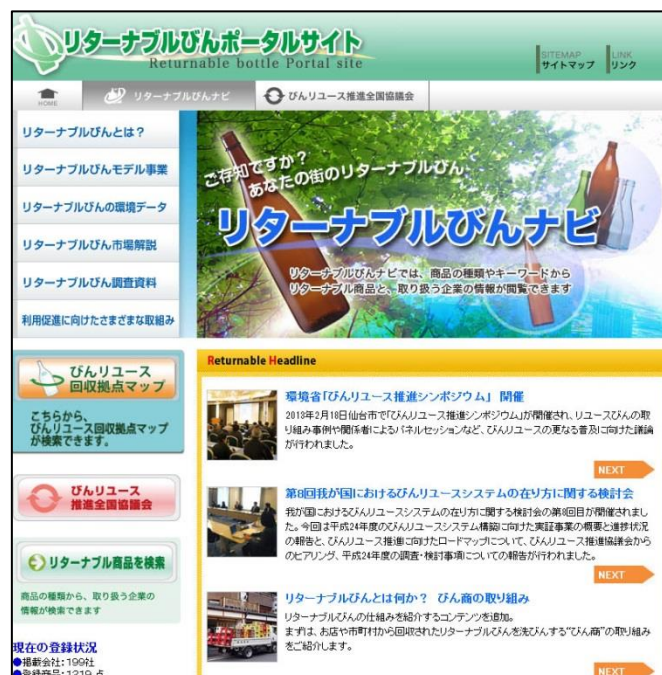 リターナブルびんポータルサイト
Returnable bottle Portal site
SITEMAP
サイトマップ
LINK
リンク
HOME
リターナブルびんナビ
びんリユース推進全国協議会
リターナブルびんとは？
リターナブルびんモデル事業
リターナブルびんの環境データ
リターナブルびん市場解説
リターナブルびん調査資料
利用促進に向けたさまざまな取組み
ご存知ですか？
あなたの街のリターナブルびん
リターナブルびんナビ
リターナブルびんナビでは、商品の種類やキーワードから
リターナブル商品と、取り扱う企業の情報が閲覧できます
びんリユース
回収拠点マップ
こちらから、
びんリユース回収拠点マップ
が検索できます。
びんリユース
推進全国協議会
リターナブル商品を検索
商品の種類から、取り扱う企業の
情報が検索できます
現在の登録状況
●掲載会社：199社
●登録商品：1219 点
Returnable Headline
環境省「びんリユース推進シンポジウム」 開催
2013年2月18日仙台市で「びんリユース推進シンポジウム」が開催され、リユースびんの取
り組み事例や関係者によるパネルセッションなど、びんリユースの更なる普及に向けた議論
が行われました。
NEXT
第8回我が国におけるびんリユースシステムの在り方に関する検討会
我が国におけるびんリユースシステムの在り方に関する検討会の第8回目が開催されまし
た。今回は平成24年度のびんリユースシステム構築に向けた実証事業の概要と進捗状況
の報告と、びんリユース推進に向けたロードマップについて、びんリユース推進協議会から
のヒアリング、平成24年度の調査・検討事項についての報告が行われました。
NEXT
リターナブルびんとは何か？ びん商の取り組み
リターナブルびんの仕組みを紹介するコンテンツを追加。
まずは、お店や市町村から回収されたリターナブルびんを洗びんする“びん商”の取り組み
をご紹介します。
NEXT